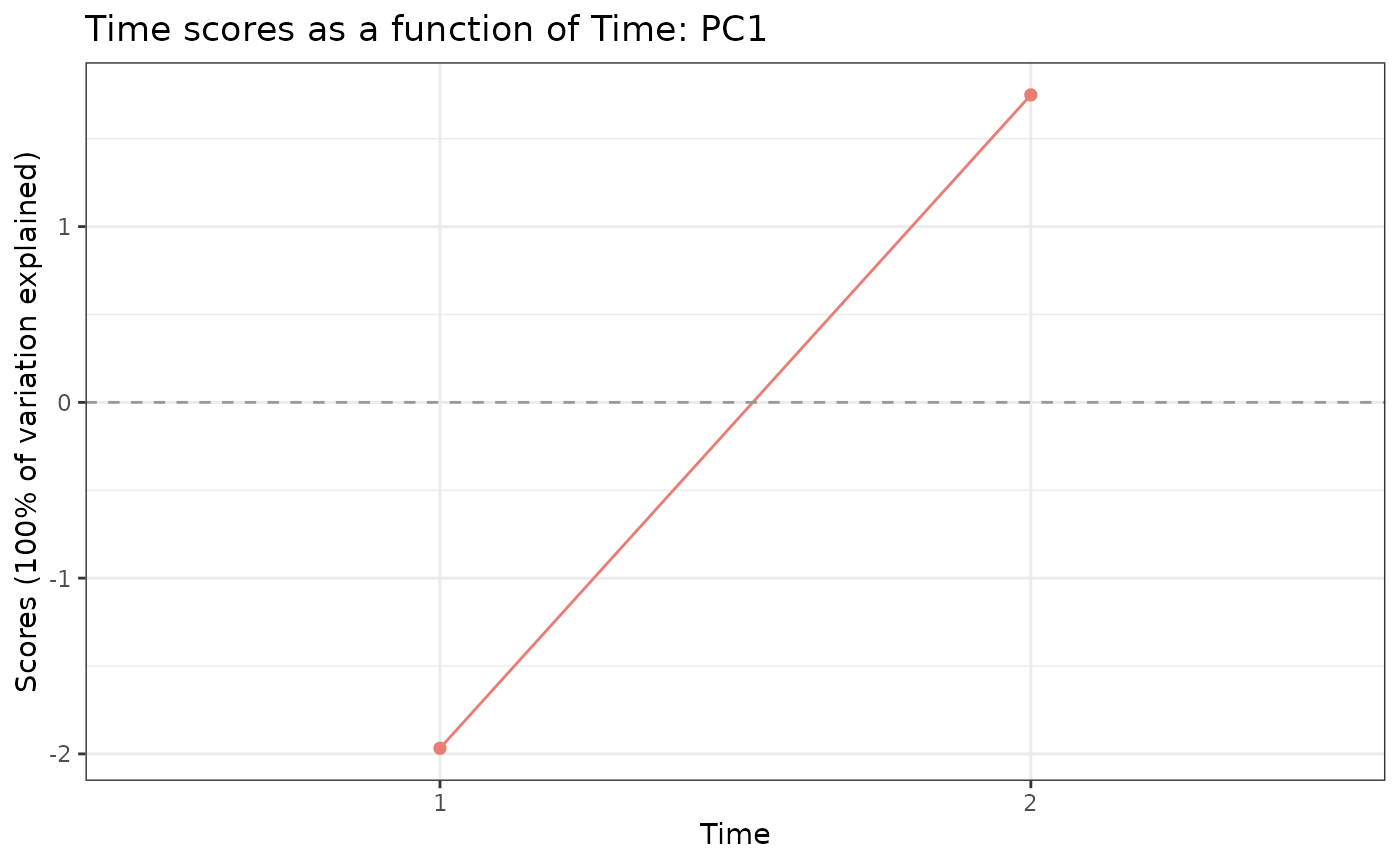 Time scores as a function of Time: PC1
Scores (100% of variation explained)
1
0
-1
-2
1
2
Time